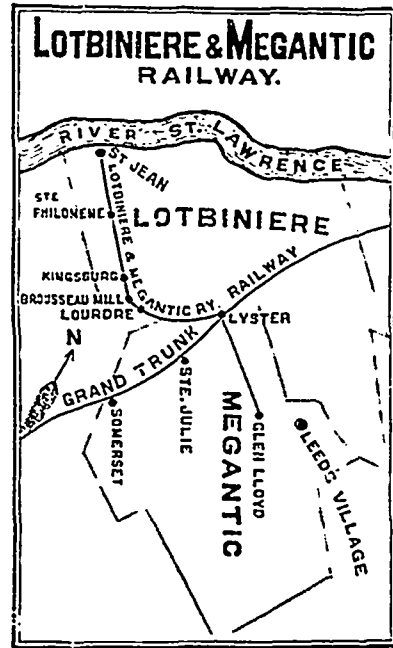 LOTBINIERE & MEGANTIC
RAILWAY.
RIVER ST. LAWRENCE
ST JEAN
LOTBINIERE & MEGANTIC RY.
STE
PHILONENE
LOTBINIERE
KINGSBURG
BROUSSEAU MILL
LOURDRE
RAILWAY
LYSTER
N
GRAND TRUNK
STE. JULIE
SOMERSET
MEGANTIC
GLEN LLOYD
LEEDS VILLAGE